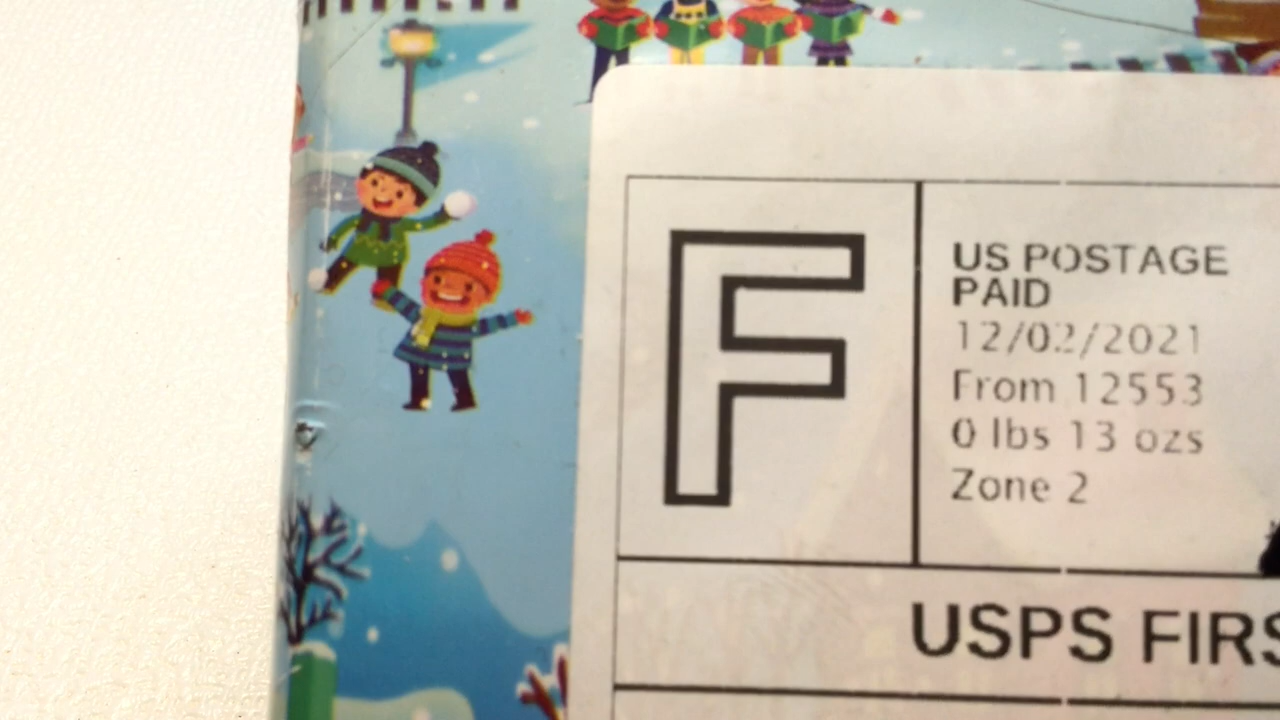 F
US POSTAGE
PAID
12/02/2021
From 12553
0 lbs 13 ozs
Zone 2
USPS FIRS